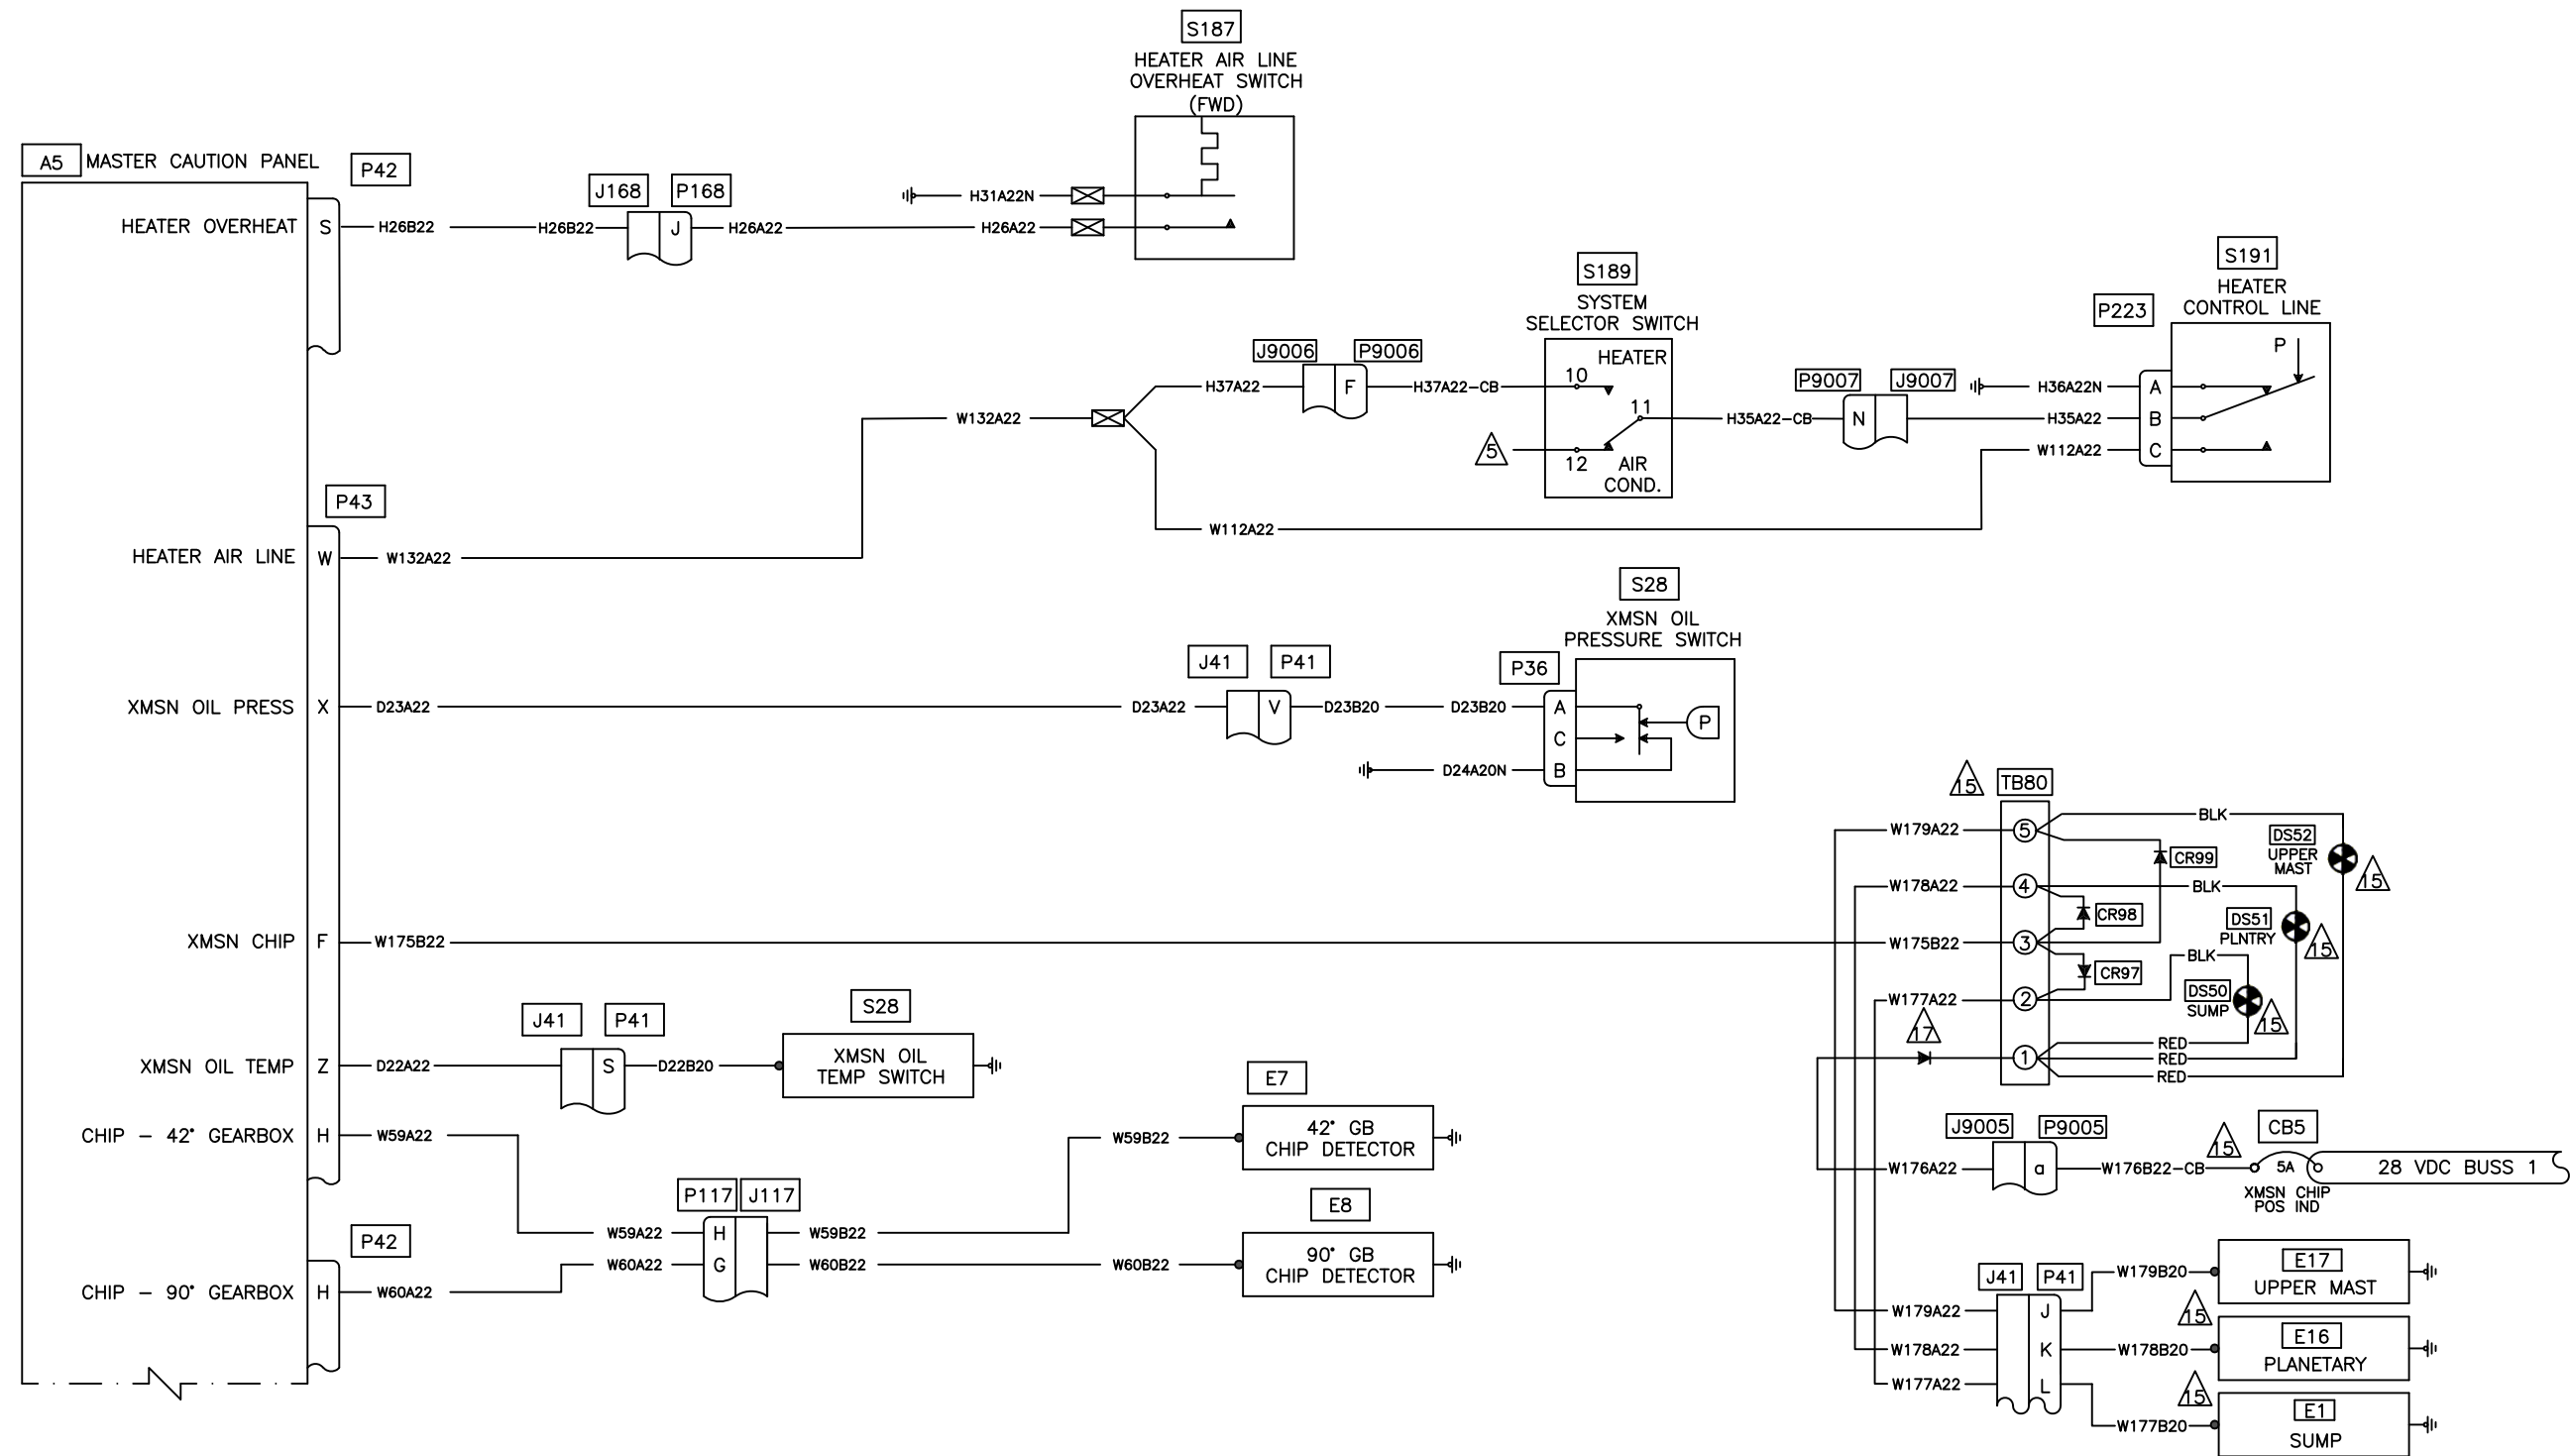 S187
HEATER AIR LINE
OVERHEAT SWITCH
(FWD)
A5 MASTER CAUTION PANEL
P42
J168 P168
H31A22N
HEATER OVERHEAT S H26B22 H26B22 J H26A22 H26A22
S189
SYSTEM
SELECTOR SWITCH
S191
HEATER
CONTROL LINE
P223
J9006 P9006
HEATER
P
H37A22 F H37A22-CB 10
P9007 J9007
H36A22N A
W132A22
11 H35A22-CB N H35A22 B
5 12 AIR
COND.
W112A22 C
W112A22
P43
HEATER AIR LINE W W132A22
S28
XMSN OIL
PRESSURE SWITCH
J41 P41 P36
XMSN OIL PRESS X D23A22 D23A22 V D23B20 D23B20 A
P
C
D24A20N B
15 TB80
BLK
W179A22 5
DS52
UPPER
MAST
15
CR99
W178A22 4 BLK
CR98
DS51
PLNTRY
15
XMSN CHIP F W175B22 W175B22 3
BLK
CR97
DS50
SUMP
15
W177A22 2
17
RED
1 RED
RED
J41 P41 S28
XMSN OIL TEMP Z D22A22 S D22B20 XMSN OIL
TEMP SWITCH
E7
CHIP - 42° GEARBOX H W59A22
W59B22 42° GB
CHIP DETECTOR
J9005 P9005 15 CB5
W176A22 a W176B22-CB 5A 28 VDC BUSS 1
XMSN CHIP
POS IND
P117 J117
E8
W59A22 H W59B22
P42
W60A22 G W60B22 W60B22 90° GB
CHIP DETECTOR
CHIP - 90° GEARBOX H W60A22
J41 P41 W179B20 E17
UPPER MAST
W179A22 J 15
W178A22 K W178B20 E16
PLANETARY
W177A22 L 15
W177B20 E1
SUMP